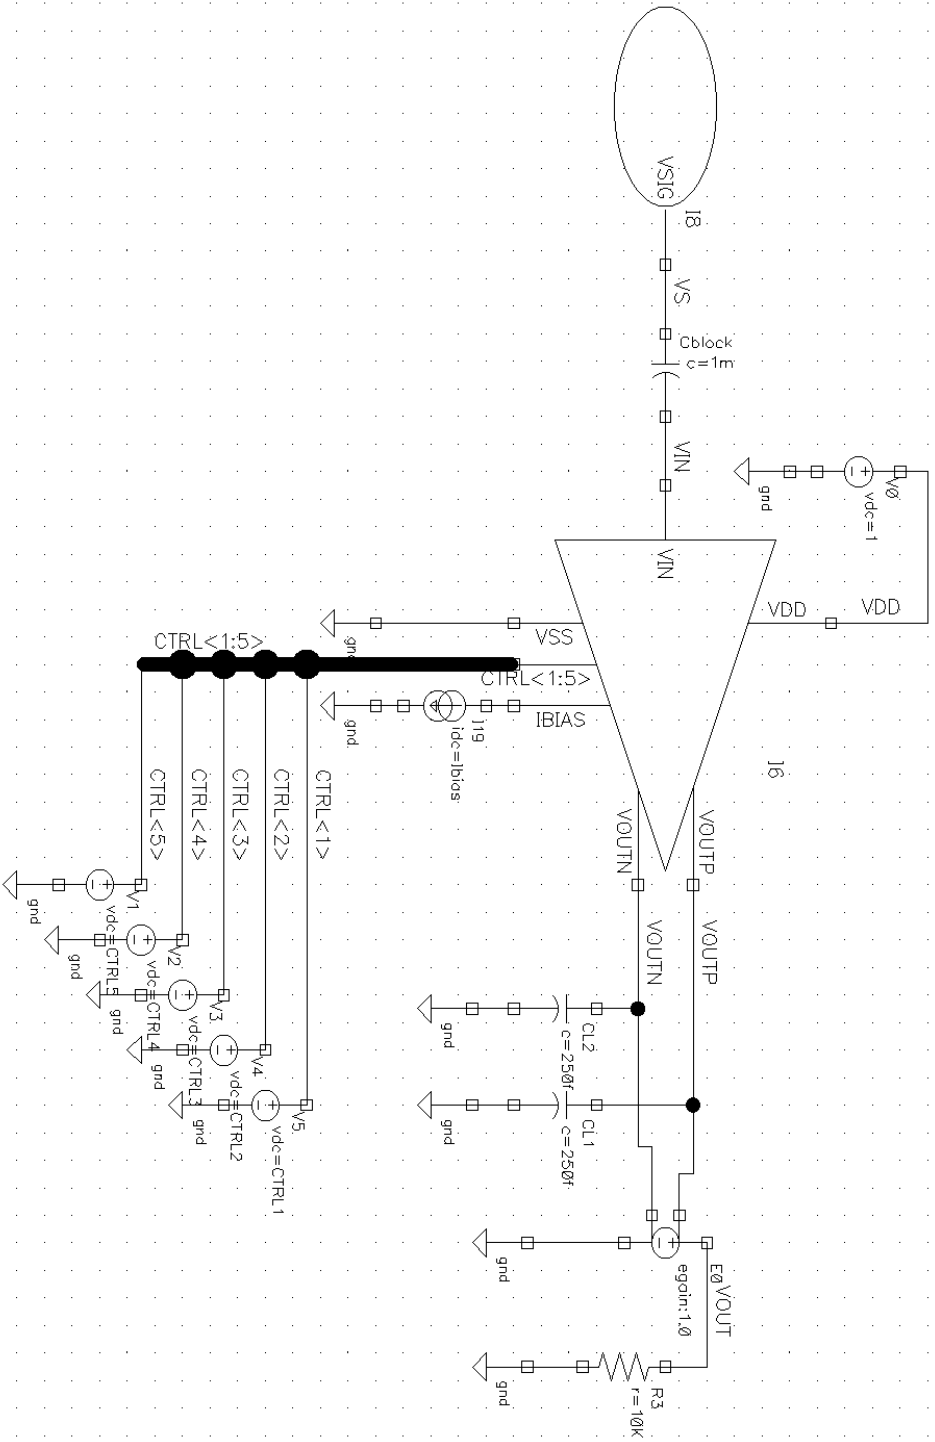 VSIG
I8
VS
Cblock
c=1m
VIN
VIN
V0
vdc=1
gnd
VDD
VDD
VSS
gnd
CTRL<1:5>
CTRL<1:5>
IBIAS
gnd
I19
idc=Ibias
I6
CTRL<5>
CTRL<4>
CTRL<3>
CTRL<2>
CTRL<1>
VOUTN
VOUTP
VOUTN
VOUTP
V1
vdc=CTRL5
gnd
V2
vdc=CTRL4
gnd
V3
vdc=CTRL3
gnd
V4
vdc=CTRL2
gnd
V5
vdc=CTRL1
gnd
CL2
c=250f
gnd
CL1
c=250f
gnd
E0
egain:1.0
gnd
VOUT
R3
r=10K
gnd